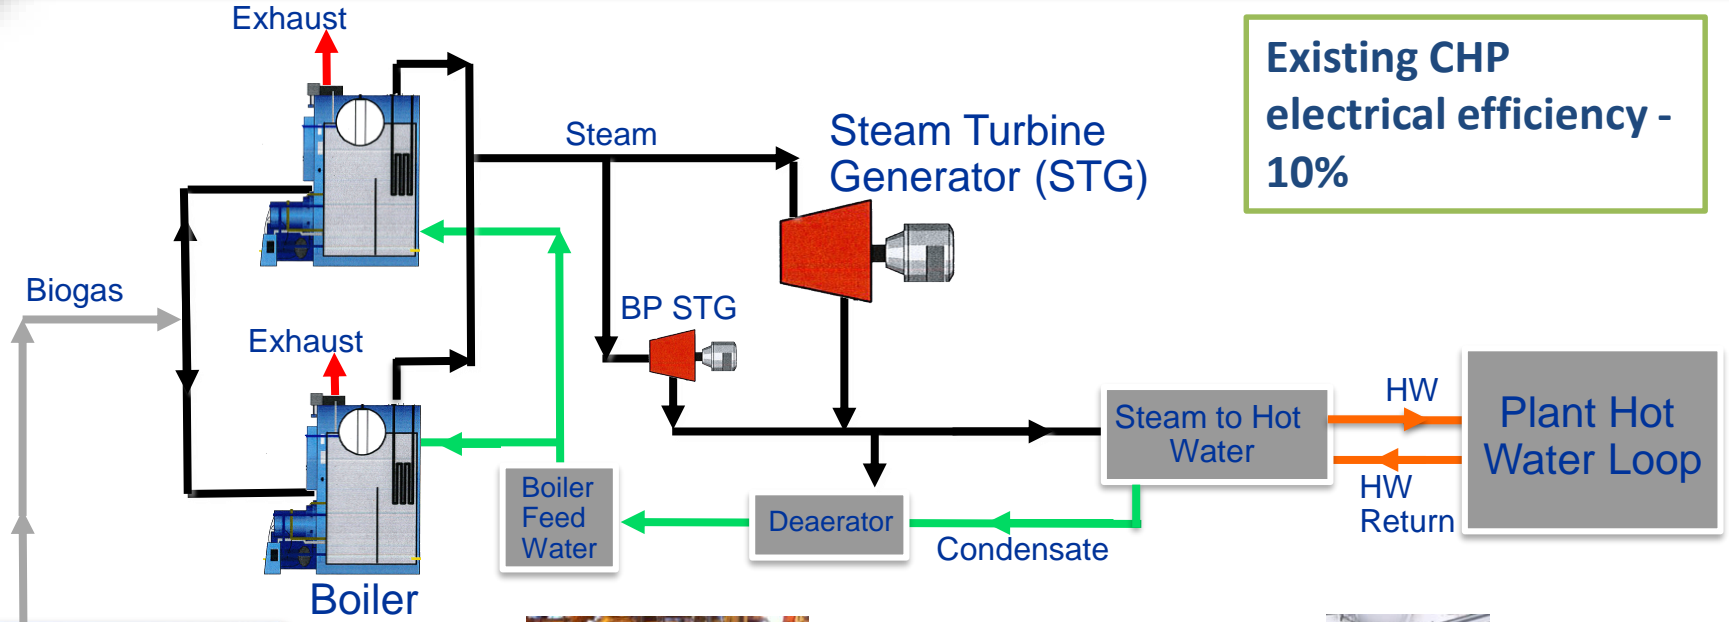 Exhaust
Existing CHP
electrical efficiency -
10%
Steam
Steam Turbine
Generator (STG)
Biogas
BP STG
Exhaust
HW
Steam to Hot
Water
Plant Hot
Water Loop
HW
Return
Boiler
Feed
Water
Deaerator
Condensate
Boiler